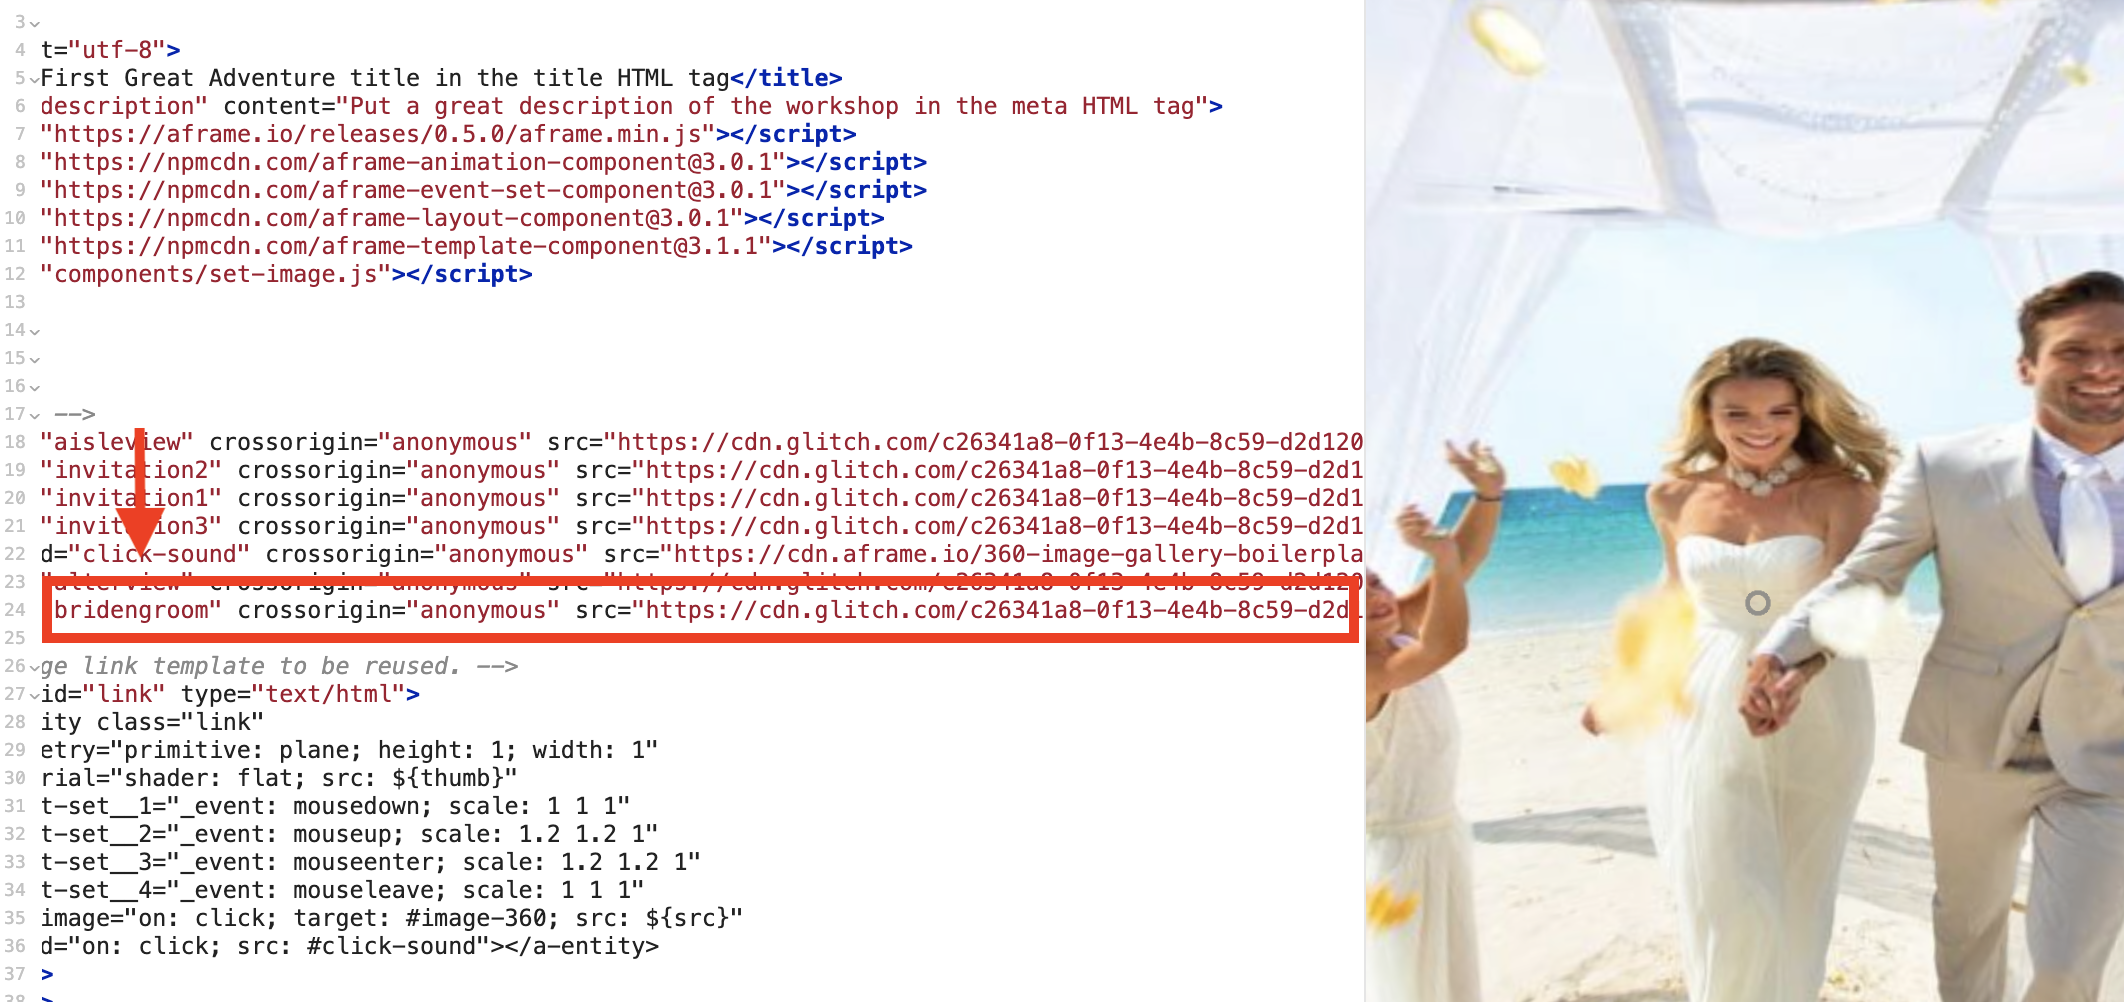 3
4 t="utf-8">
5 First Great Adventure title in the title HTML tag</title>
6 description" content="Put a great description of the workshop in the meta HTML tag">
7 "https://aframe.io/releases/0.5.0/aframe.min.js"></script>
8 "https://npmcdn.com/aframe-animation-component@3.0.1"></script>
9 "https://npmcdn.com/aframe-event-set-component@3.0.1"></script>
10 "https://npmcdn.com/aframe-layout-component@3.0.1"></script>
11 "https://npmcdn.com/aframe-template-component@3.1.1"></script>
12 "components/set-image.js"></script>
13
14
15
16
17 -->
18 "aisleview" crossorigin="anonymous" src="https://cdn.glitch.com/c26341a8-0f13-4e4b-8c59-d2d120
19 "invitation2" crossorigin="anonymous" src="https://cdn.glitch.com/c26341a8-0f13-4e4b-8c59-d2d1
20 "invitation1" crossorigin="anonymous" src="https://cdn.glitch.com/c26341a8-0f13-4e4b-8c59-d2d1
21 "invitation3" crossorigin="anonymous" src="https://cdn.glitch.com/c26341a8-0f13-4e4b-8c59-d2d1
22 d="click-sound" crossorigin="anonymous" src="https://cdn.aframe.io/360-image-gallery-boilerpla
23 "alterview" crossorigin="anonymous" src="https://cdn.glitch.com/c26341a8-0f13-4e4b-8c59-d2d120
24 bridengroom" crossorigin="anonymous" src="https://cdn.glitch.com/c26341a8-0f13-4e4b-8c59-d2d1
25
26 ge link template to be reused. -->
27 id="link" type="text/html">
28 ity class="link"
29 etry="primitive: plane; height: 1; width: 1"
30 rial="shader: flat; src: ${thumb}"
31 t-set__1="_event: mousedown; scale: 1 1 1"
32 t-set__2="_event: mouseup; scale: 1.2 1.2 1"
33 t-set__3="_event: mouseenter; scale: 1.2 1.2 1"
34 t-set__4="_event: mouseleave; scale: 1 1 1"
35 image="on: click; target: #image-360; src: ${src}"
36 d="on: click; src: #click-sound"></a-entity>
37 >
38 >